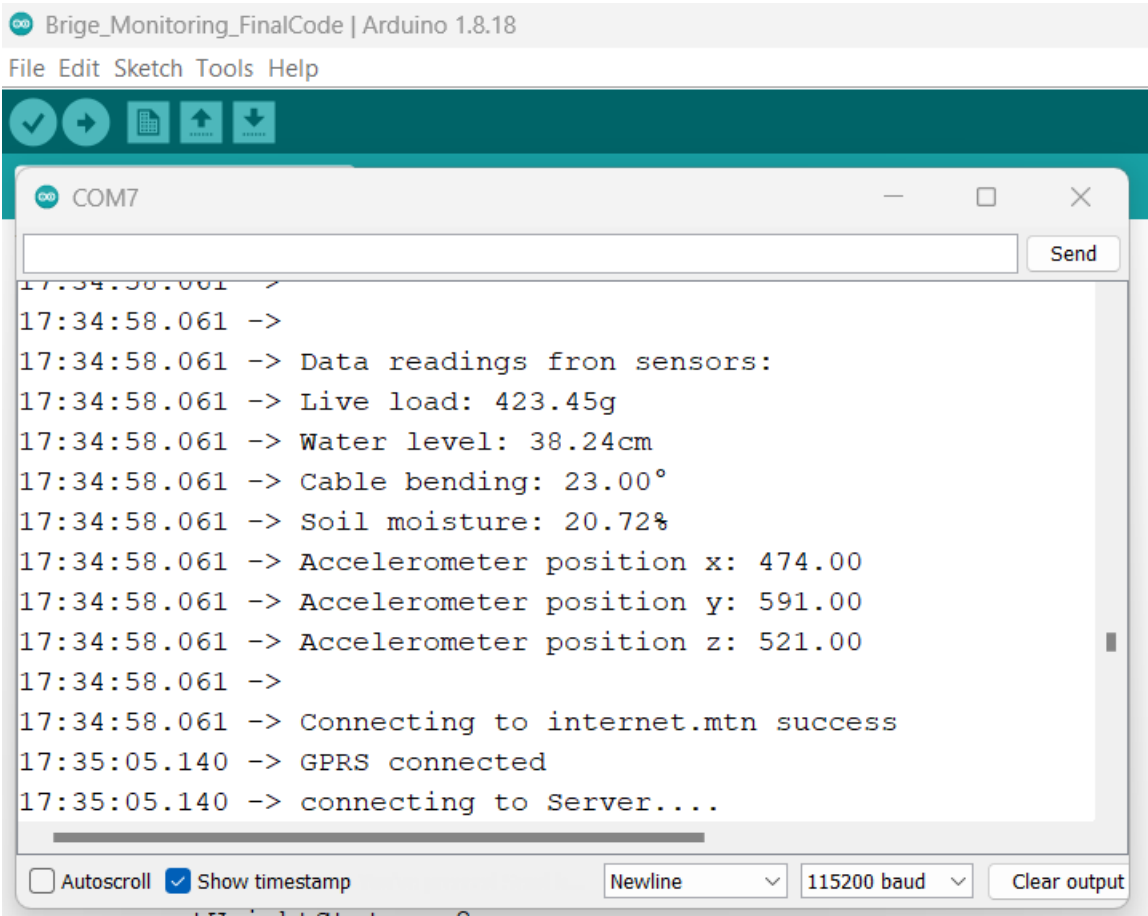 Brige_Monitoring_FinalCode | Arduino 1.8.18
File Edit Sketch Tools Help
COM7
Send
17:34:58.061 ->
17:34:58.061 ->
17:34:58.061 -> Data readings fron sensors:
17:34:58.061 -> Live load: 423.45g
17:34:58.061 -> Water level: 38.24cm
17:34:58.061 -> Cable bending: 23.00°
17:34:58.061 -> Soil moisture: 20.72%
17:34:58.061 -> Accelerometer position x: 474.00
17:34:58.061 -> Accelerometer position y: 591.00
17:34:58.061 -> Accelerometer position z: 521.00
17:34:58.061 ->
17:34:58.061 -> Connecting to internet.mtn success
17:35:05.140 -> GPRS connected
17:35:05.140 -> connecting to Server....
Autoscroll Show timestamp Newline 115200 baud Clear output